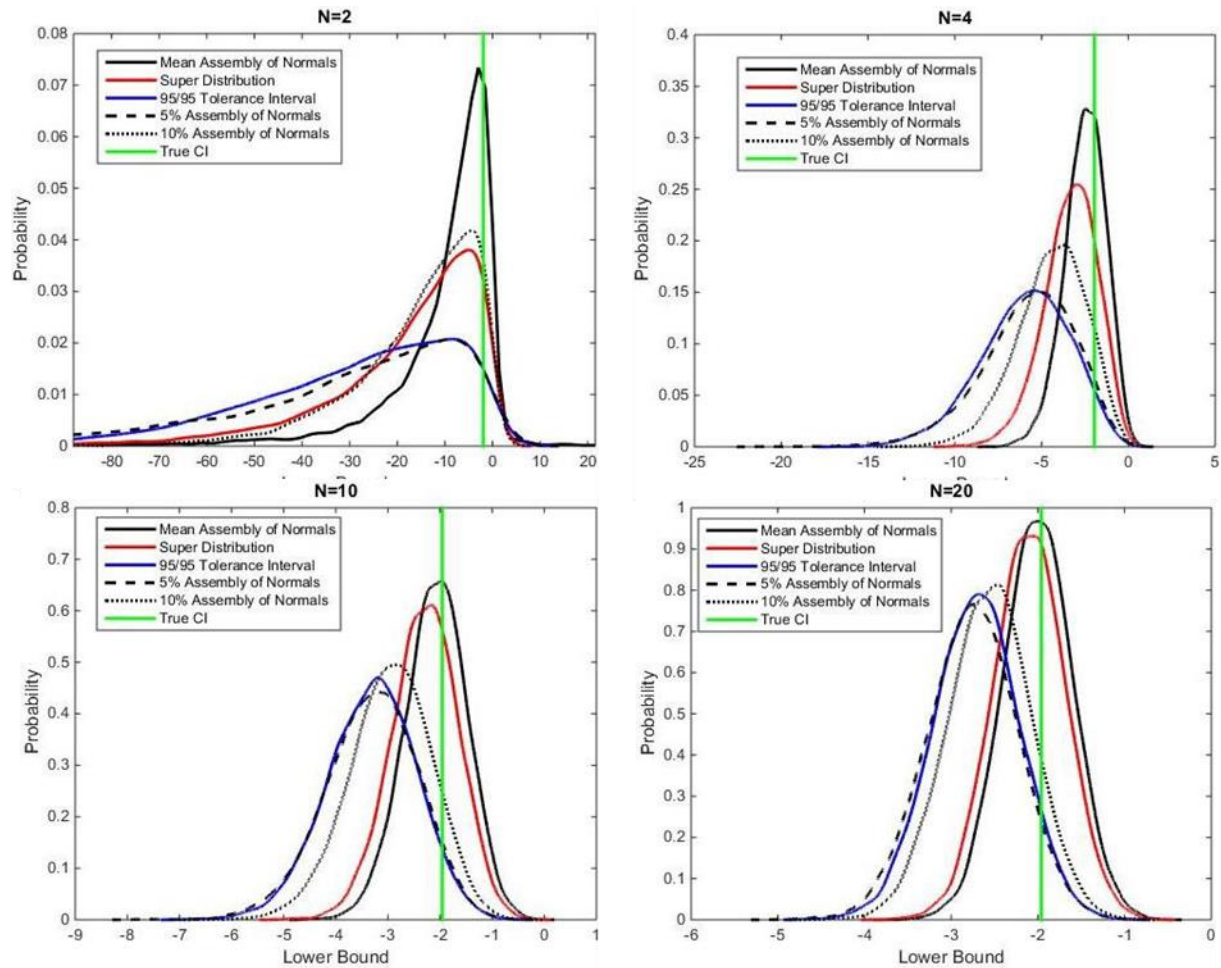 N=2
0.08
0.07
0.06
0.05
0.04
0.03
0.02
0.01
0
Probability
Mean Assembly of Normals
Super Distribution
95/95 Tolerance Interval
5% Assembly of Normals
10% Assembly of Normals
True CI
-80 -70 -60 -50 -40 -30 -20 -10 0 10 20
N=4
0.4
0.35
0.3
0.25
0.2
0.15
0.1
0.05
0
Probability
Mean Assembly of Normals
Super Distribution
95/95 Tolerance Interval
5% Assembly of Normals
10% Assembly of Normals
True CI
-25 -20 -15 -10 -5 0 5
N=10
0.8
0.7
0.6
0.5
0.4
0.3
0.2
0.1
0
Probability
Mean Assembly of Normals
Super Distribution
95/95 Tolerance Interval
5% Assembly of Normals
10% Assembly of Normals
True CI
-9 -8 -7 -6 -5 -4 -3 -2 -1 0 1
Lower Bound
N=20
1
0.9
0.8
0.7
0.6
0.5
0.4
0.3
0.2
0.1
0
Probability
Mean Assembly of Normals
Super Distribution
95/95 Tolerance Interval
5% Assembly of Normals
10% Assembly of Normals
True CI
-6 -5 -4 -3 -2 -1 0
Lower Bound